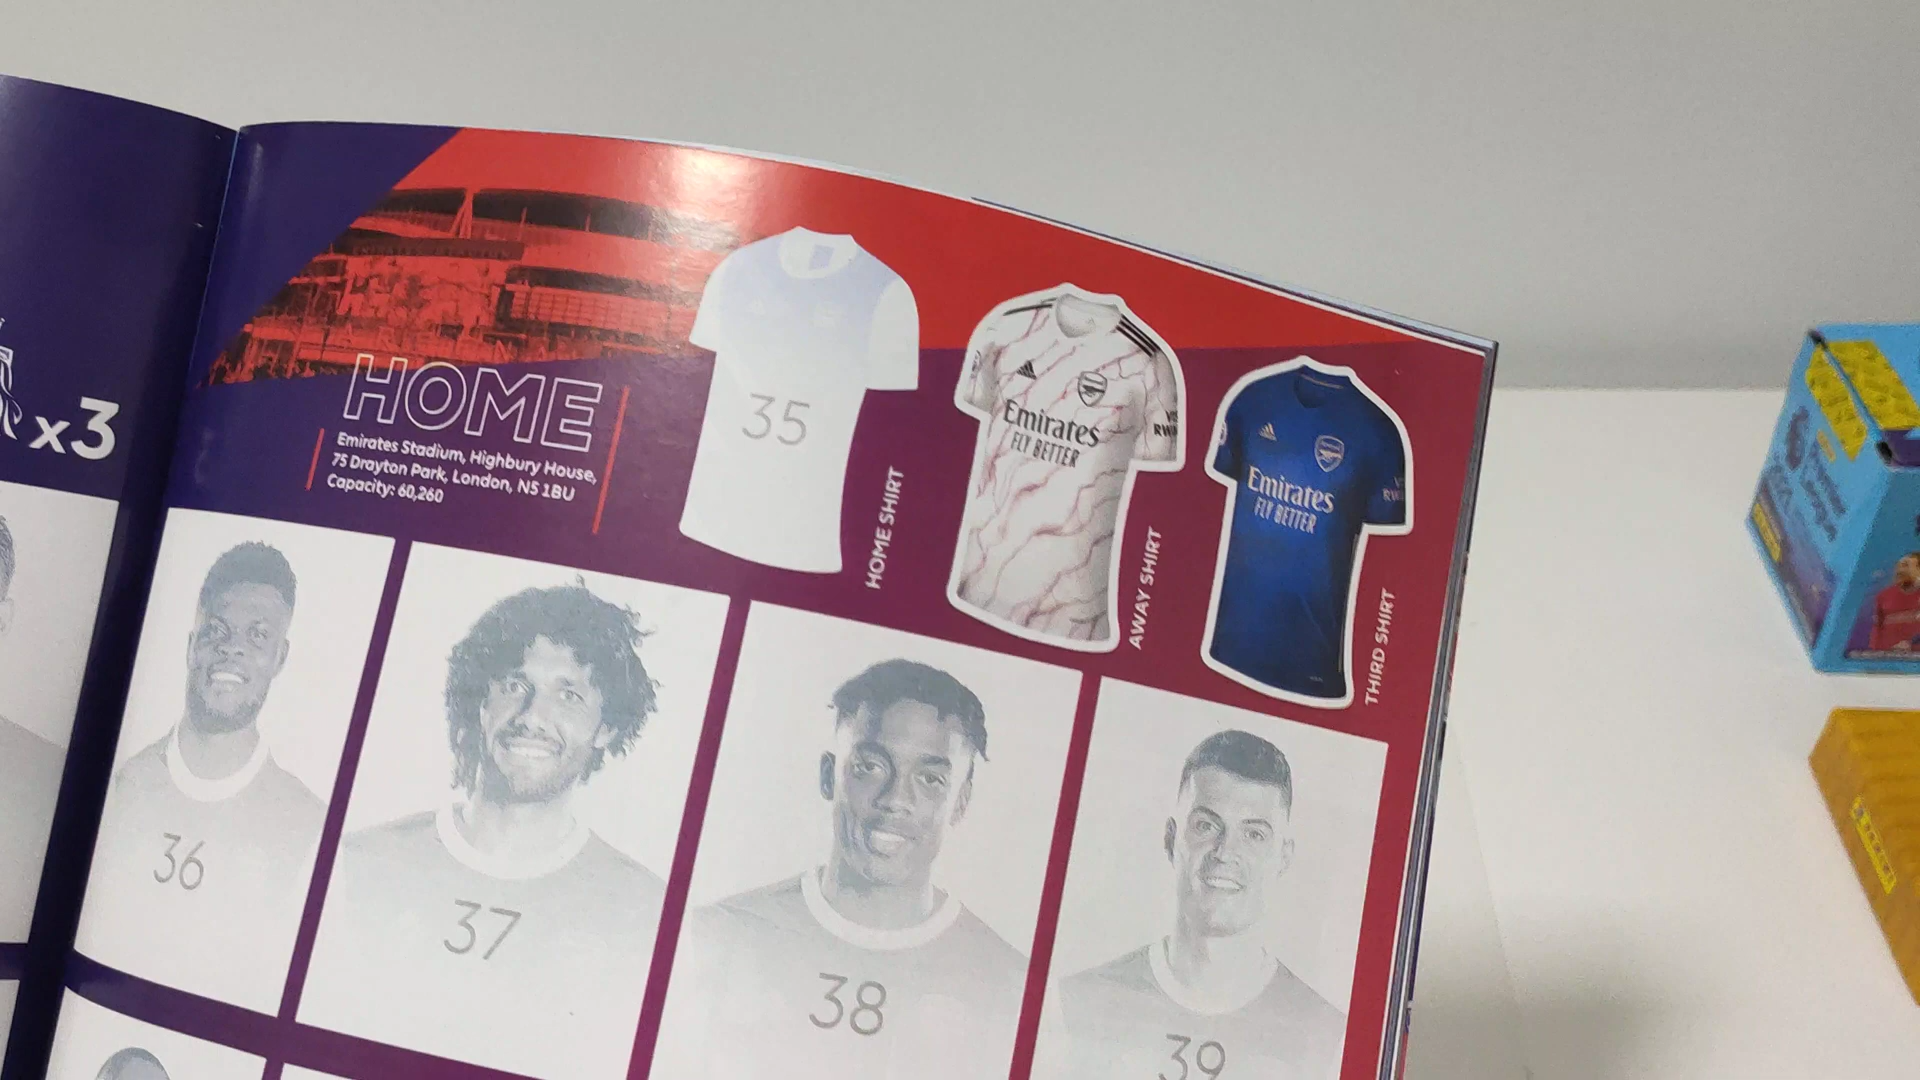 x3
HOME
Emirates Stadium, Highbury House,
75 Drayton Park, London, N5 1BU
Capacity: 60,260
35
HOME SHIRT
Emirates
FLY BETTER
AWAY SHIRT
Emirates
FLY BETTER
THIRD SHIRT
36
37
38
39